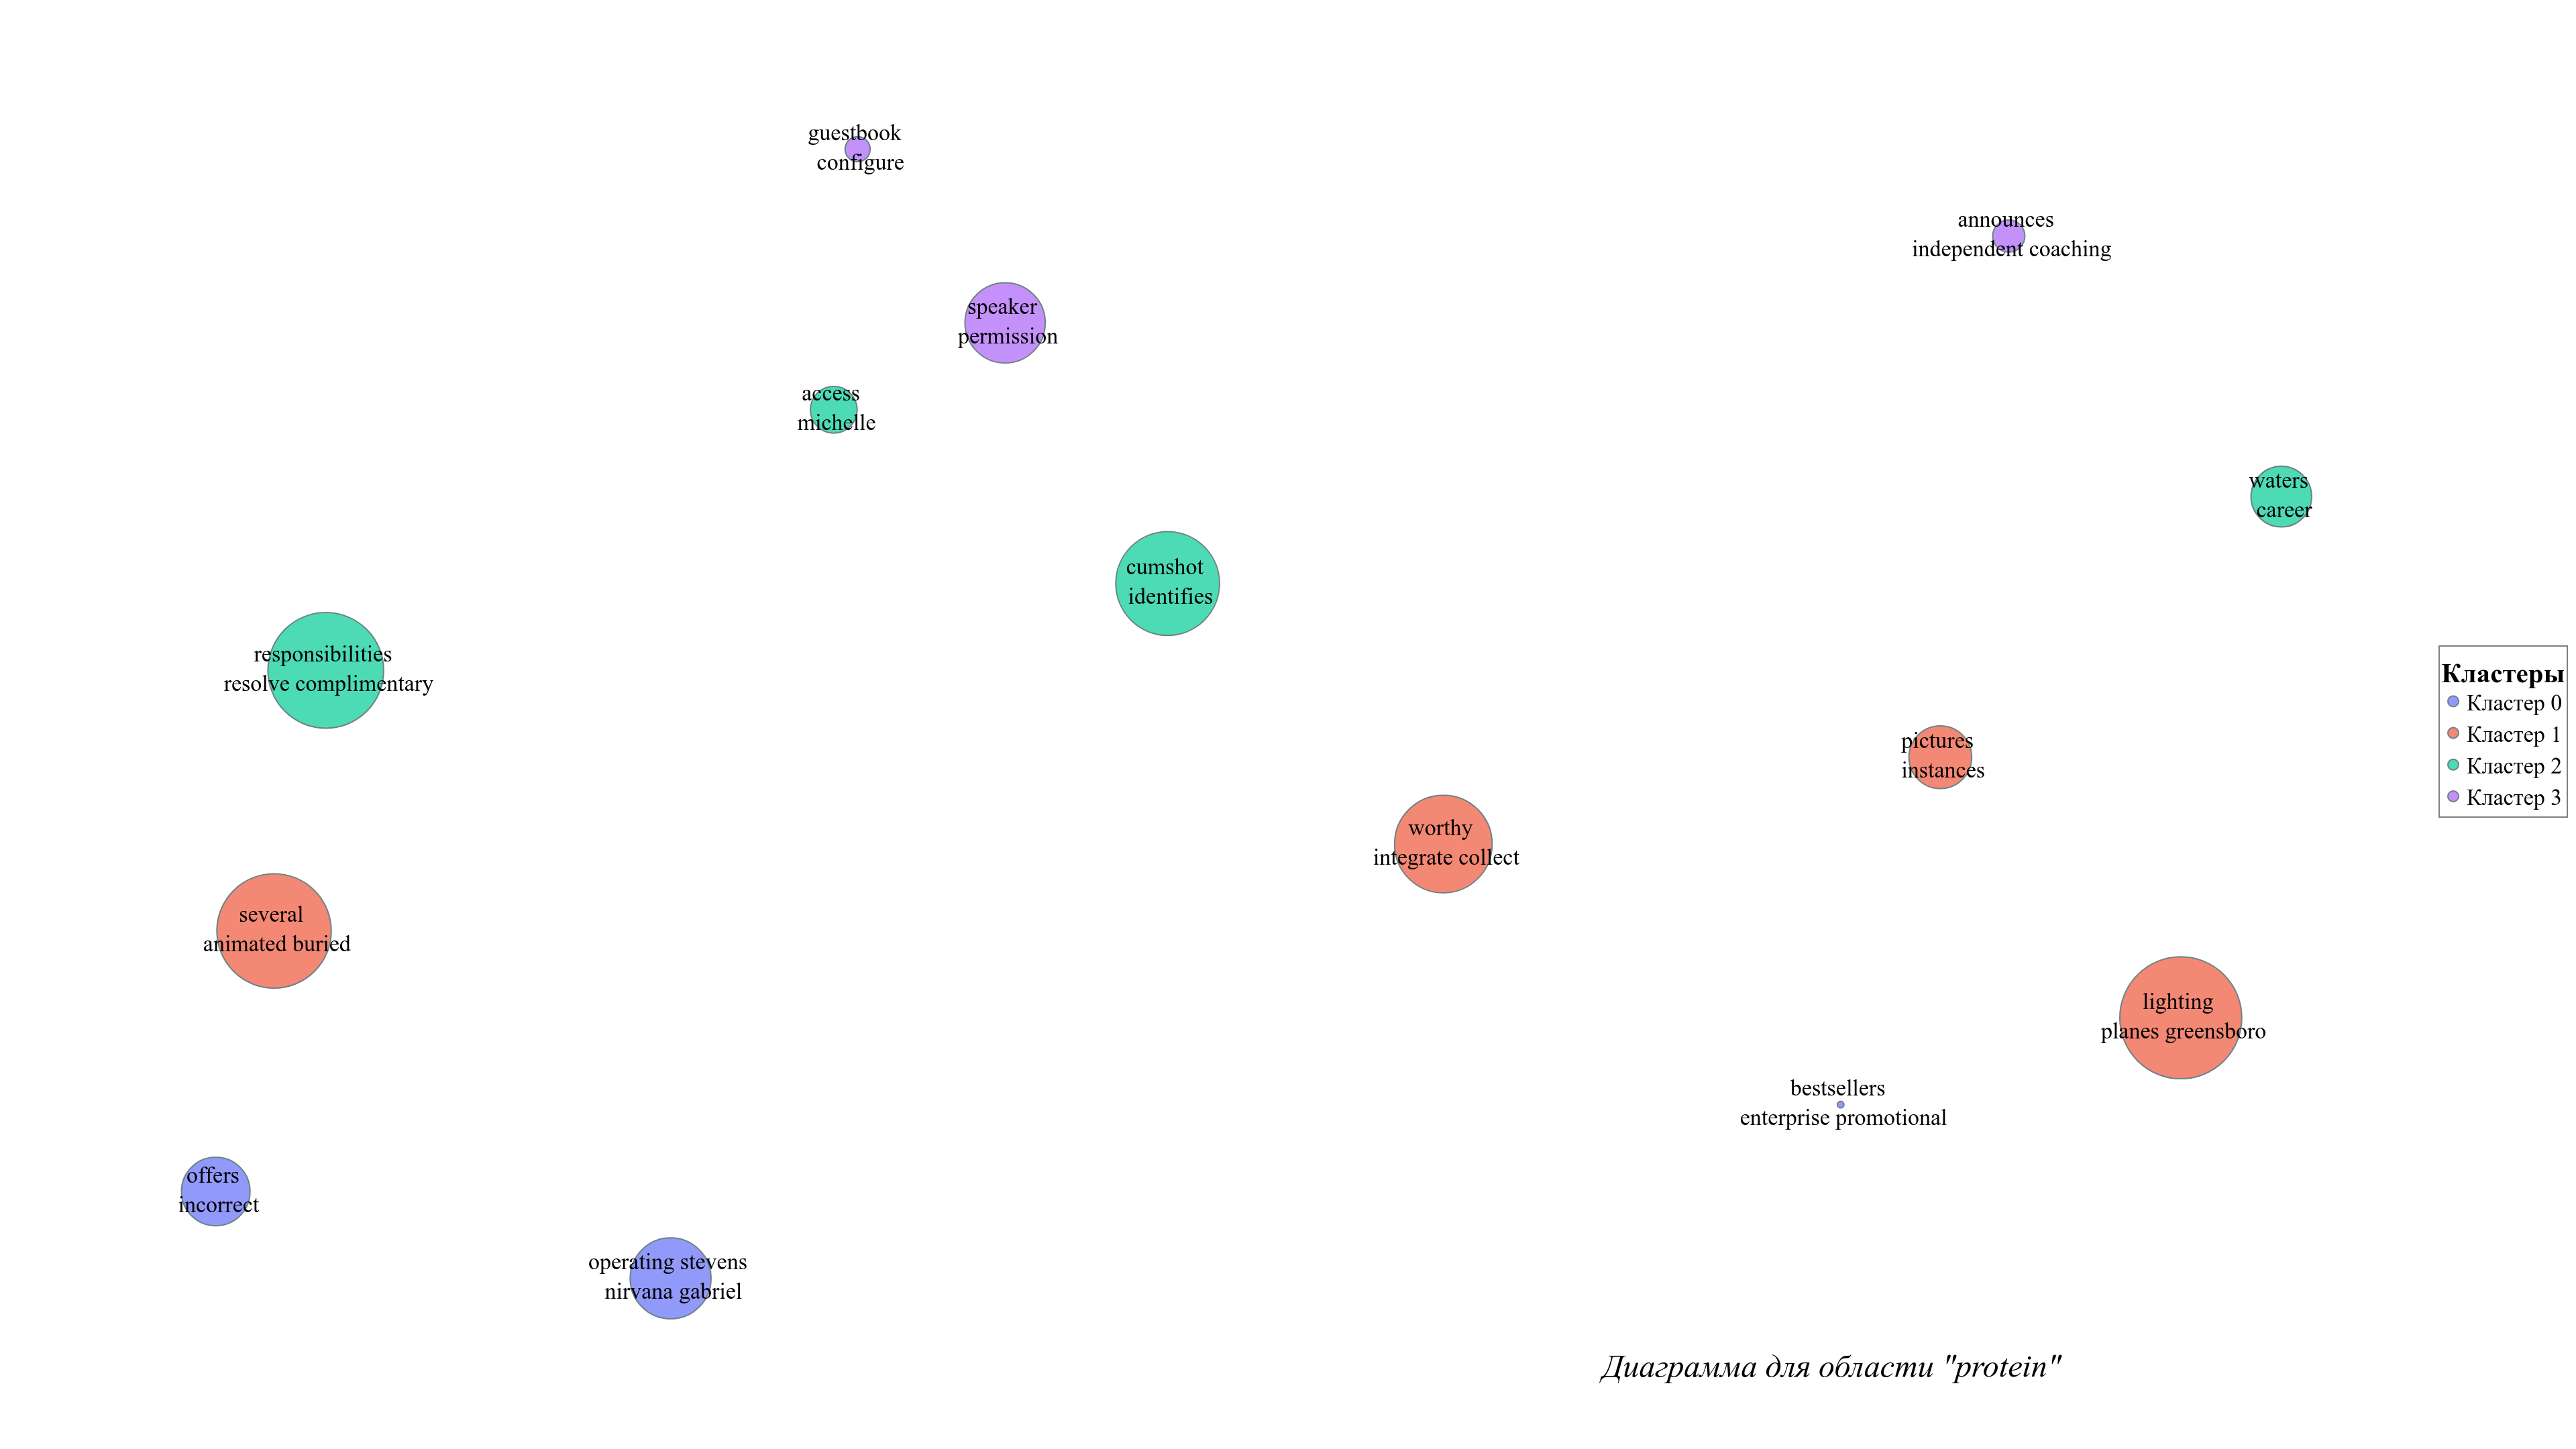 guestbook
configure
announces
independent coaching
speaker
permission
access
michelle
waters
career
cumshot
identifies
responsibilities
resolve complimentary
Кластеры
Кластер 0
Кластер 1
Кластер 2
Кластер 3
pictures
instances
worthy
integrate collect
several
animated buried
lighting
planes greensboro
bestsellers
enterprise promotional
offers
incorrect
operating stevens
nirvana gabriel
Диаграмма для области "protein"